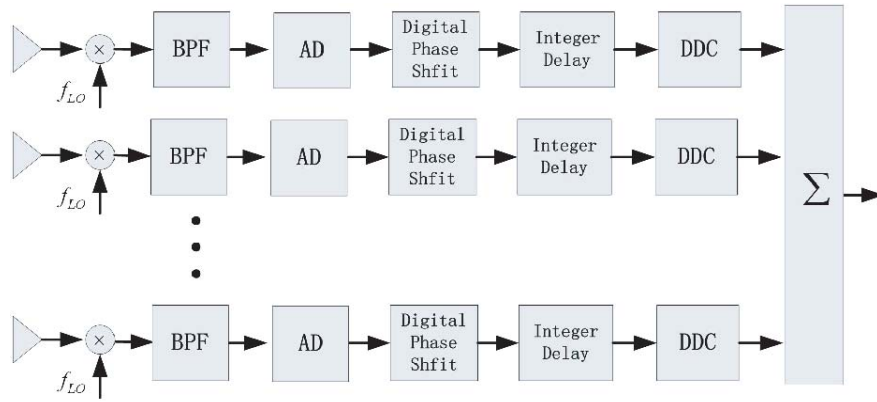 × BPF AD Digital Phase Shfit Integer Delay DDC
f_LO
× BPF AD Digital Phase Shfit Integer Delay DDC
f_LO
Σ
× BPF AD Digital Phase Shfit Integer Delay DDC
f_LO